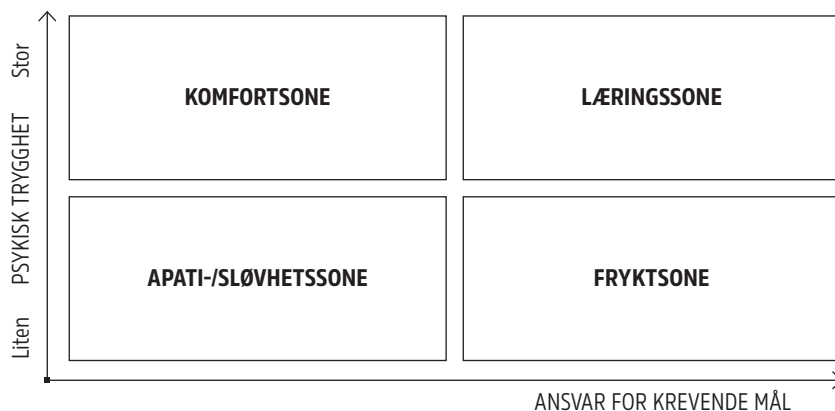 Stor
KOMFORTSONE
LÆRINGSSONE
PSYKISK TRYGGHET
APATI-/SLØVHETSSONE
FRYKTSONE
Liten
ANSVAR FOR KREVENDE MÅL